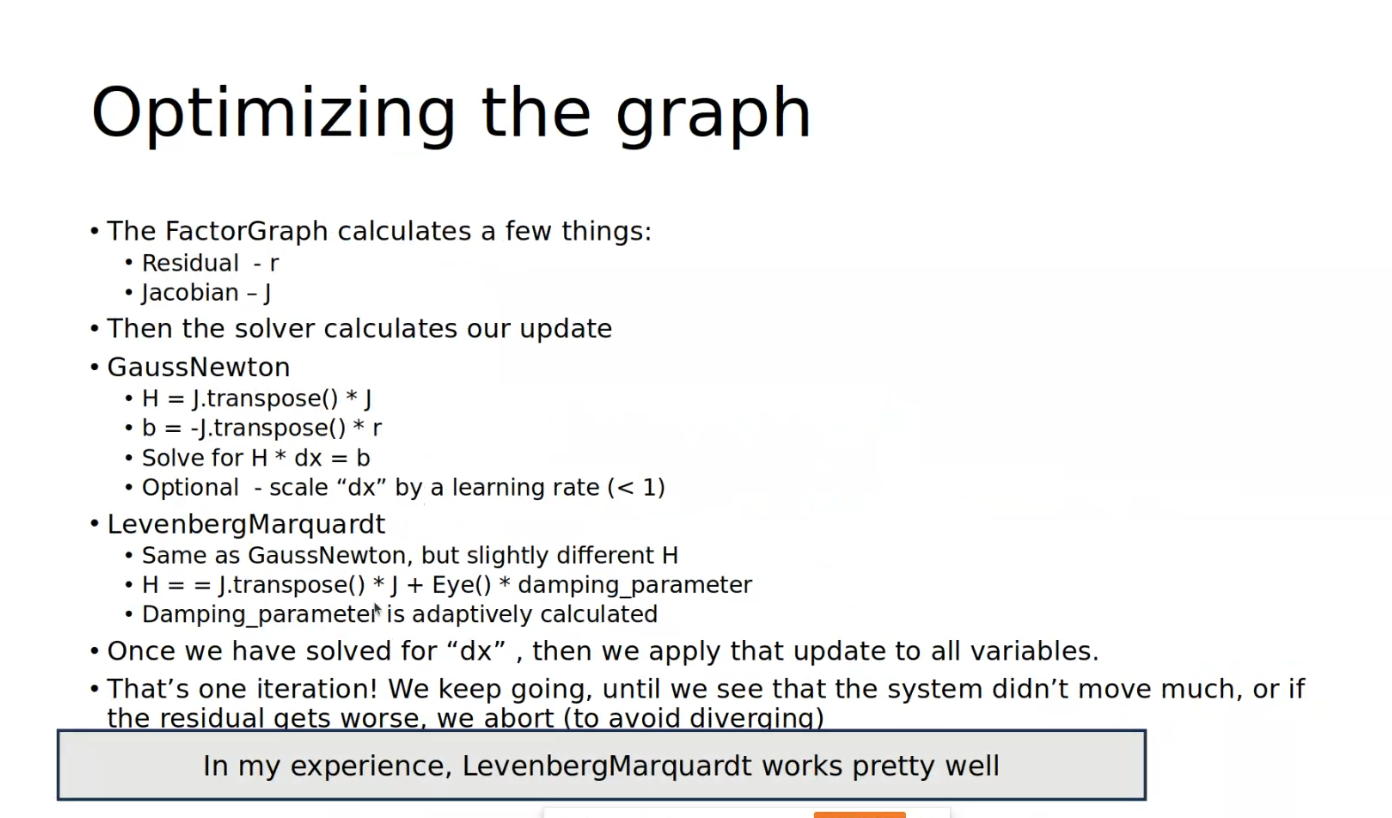 Optimizing the graph
• The FactorGraph calculates a few things:
• Residual - r
• Jacobian – J
• Then the solver calculates our update
• GaussNewton
• H = J.transpose() * J
• b = -J.transpose() * r
• Solve for H * dx = b
• Optional - scale “dx” by a learning rate (< 1)
• LevenbergMarquardt
• Same as GaussNewton, but slightly different H
• H = = J.transpose() * J + Eye() * damping_parameter
• Damping_parameter is adaptively calculated
• Once we have solved for “dx” , then we apply that update to all variables.
• That’s one iteration! We keep going, until we see that the system didn’t move much, or if
the residual gets worse, we abort (to avoid diverging)
In my experience, LevenbergMarquardt works pretty well